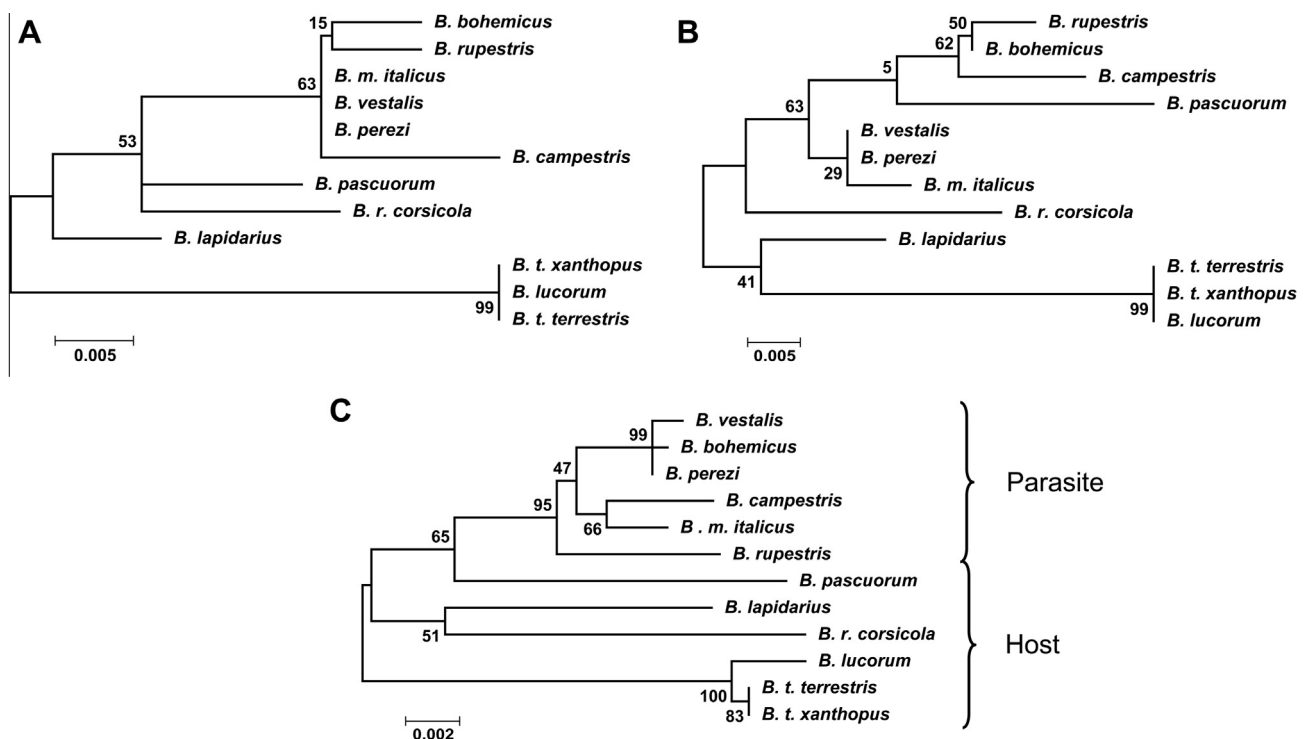 A
15
B. bohemicus
B. rupestris
B. m. italicus
63
B. vestalis
B. perezi
53
B. campestris
B. pascuorum
B. r. corsicola
B. lapidarius
B. t. xanthopus
B. lucorum
99
B. t. terrestris
0.005
B
50
B. rupestris
62
B. bohemicus
5
B. campestris
B. pascuorum
63
B. vestalis
B. perezi
29
B. m. italicus
B. r. corsicola
B. lapidarius
41
B. t. terrestris
B. t. xanthopus
99
B. lucorum
0.005
C
B. vestalis
99
B. bohemicus
47
B. perezi
B. campestris
95
66
B . m. italicus
65
B. rupestris
B. pascuorum
B. lapidarius
51
B. r. corsicola
B. lucorum
100
B. t. terrestris
83
B. t. xanthopus
0.002
Parasite
Host